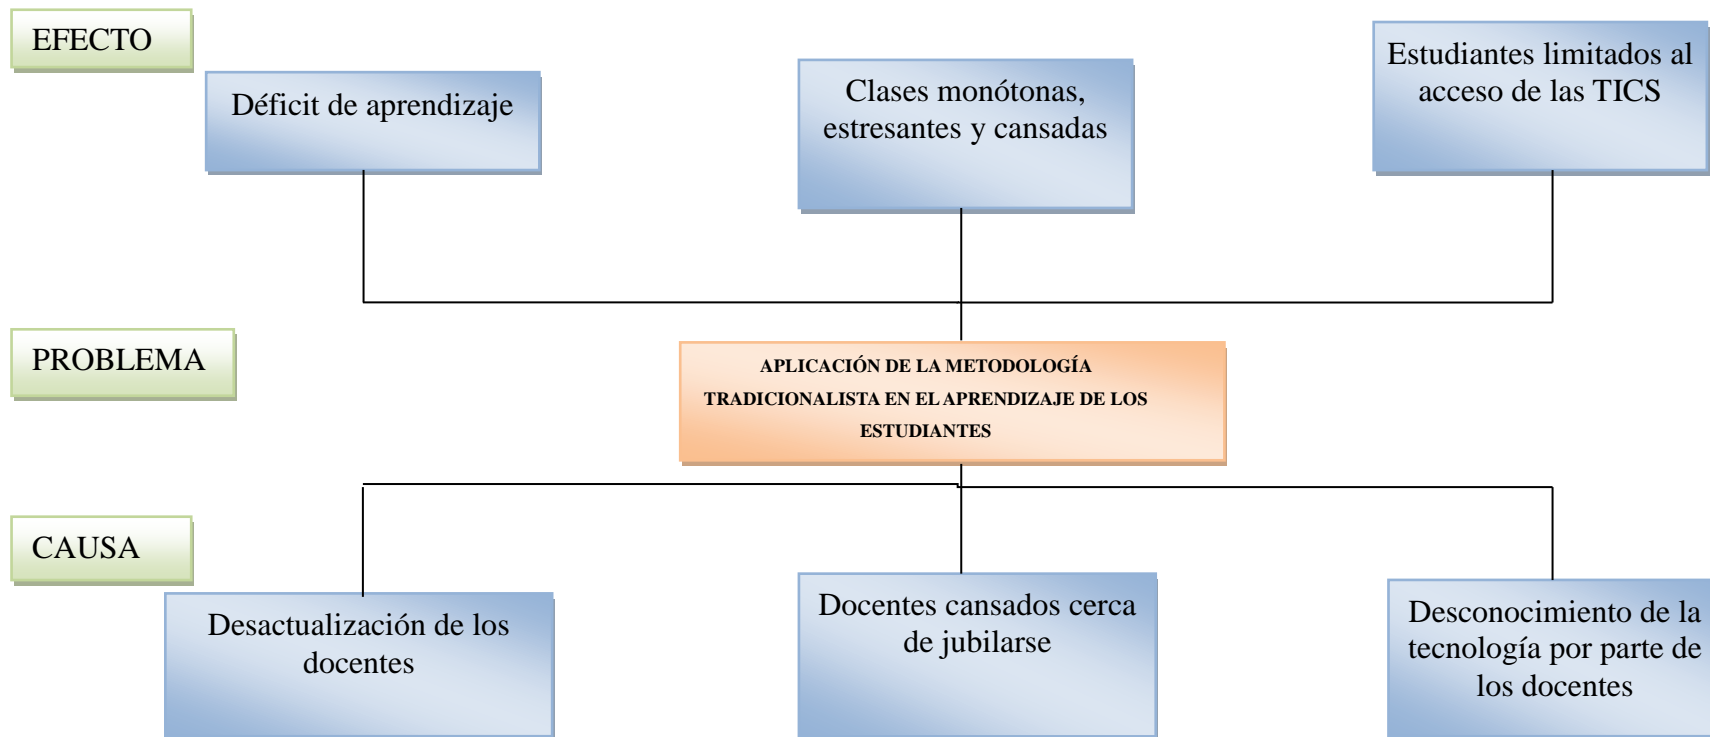 EFECTO
Déficit de aprendizaje
Clases monótonas,
estresantes y cansadas
Estudiantes limitados al
acceso de las TICS
PROBLEMA
APLICACIÓN DE LA METODOLOGÍA
TRADICIONALISTA EN EL APRENDIZAJE DE LOS
ESTUDIANTES
CAUSA
Desactualización de los
docentes
Docentes cansados cerca
de jubilarse
Desconocimiento de la
tecnología por parte de
los docentes